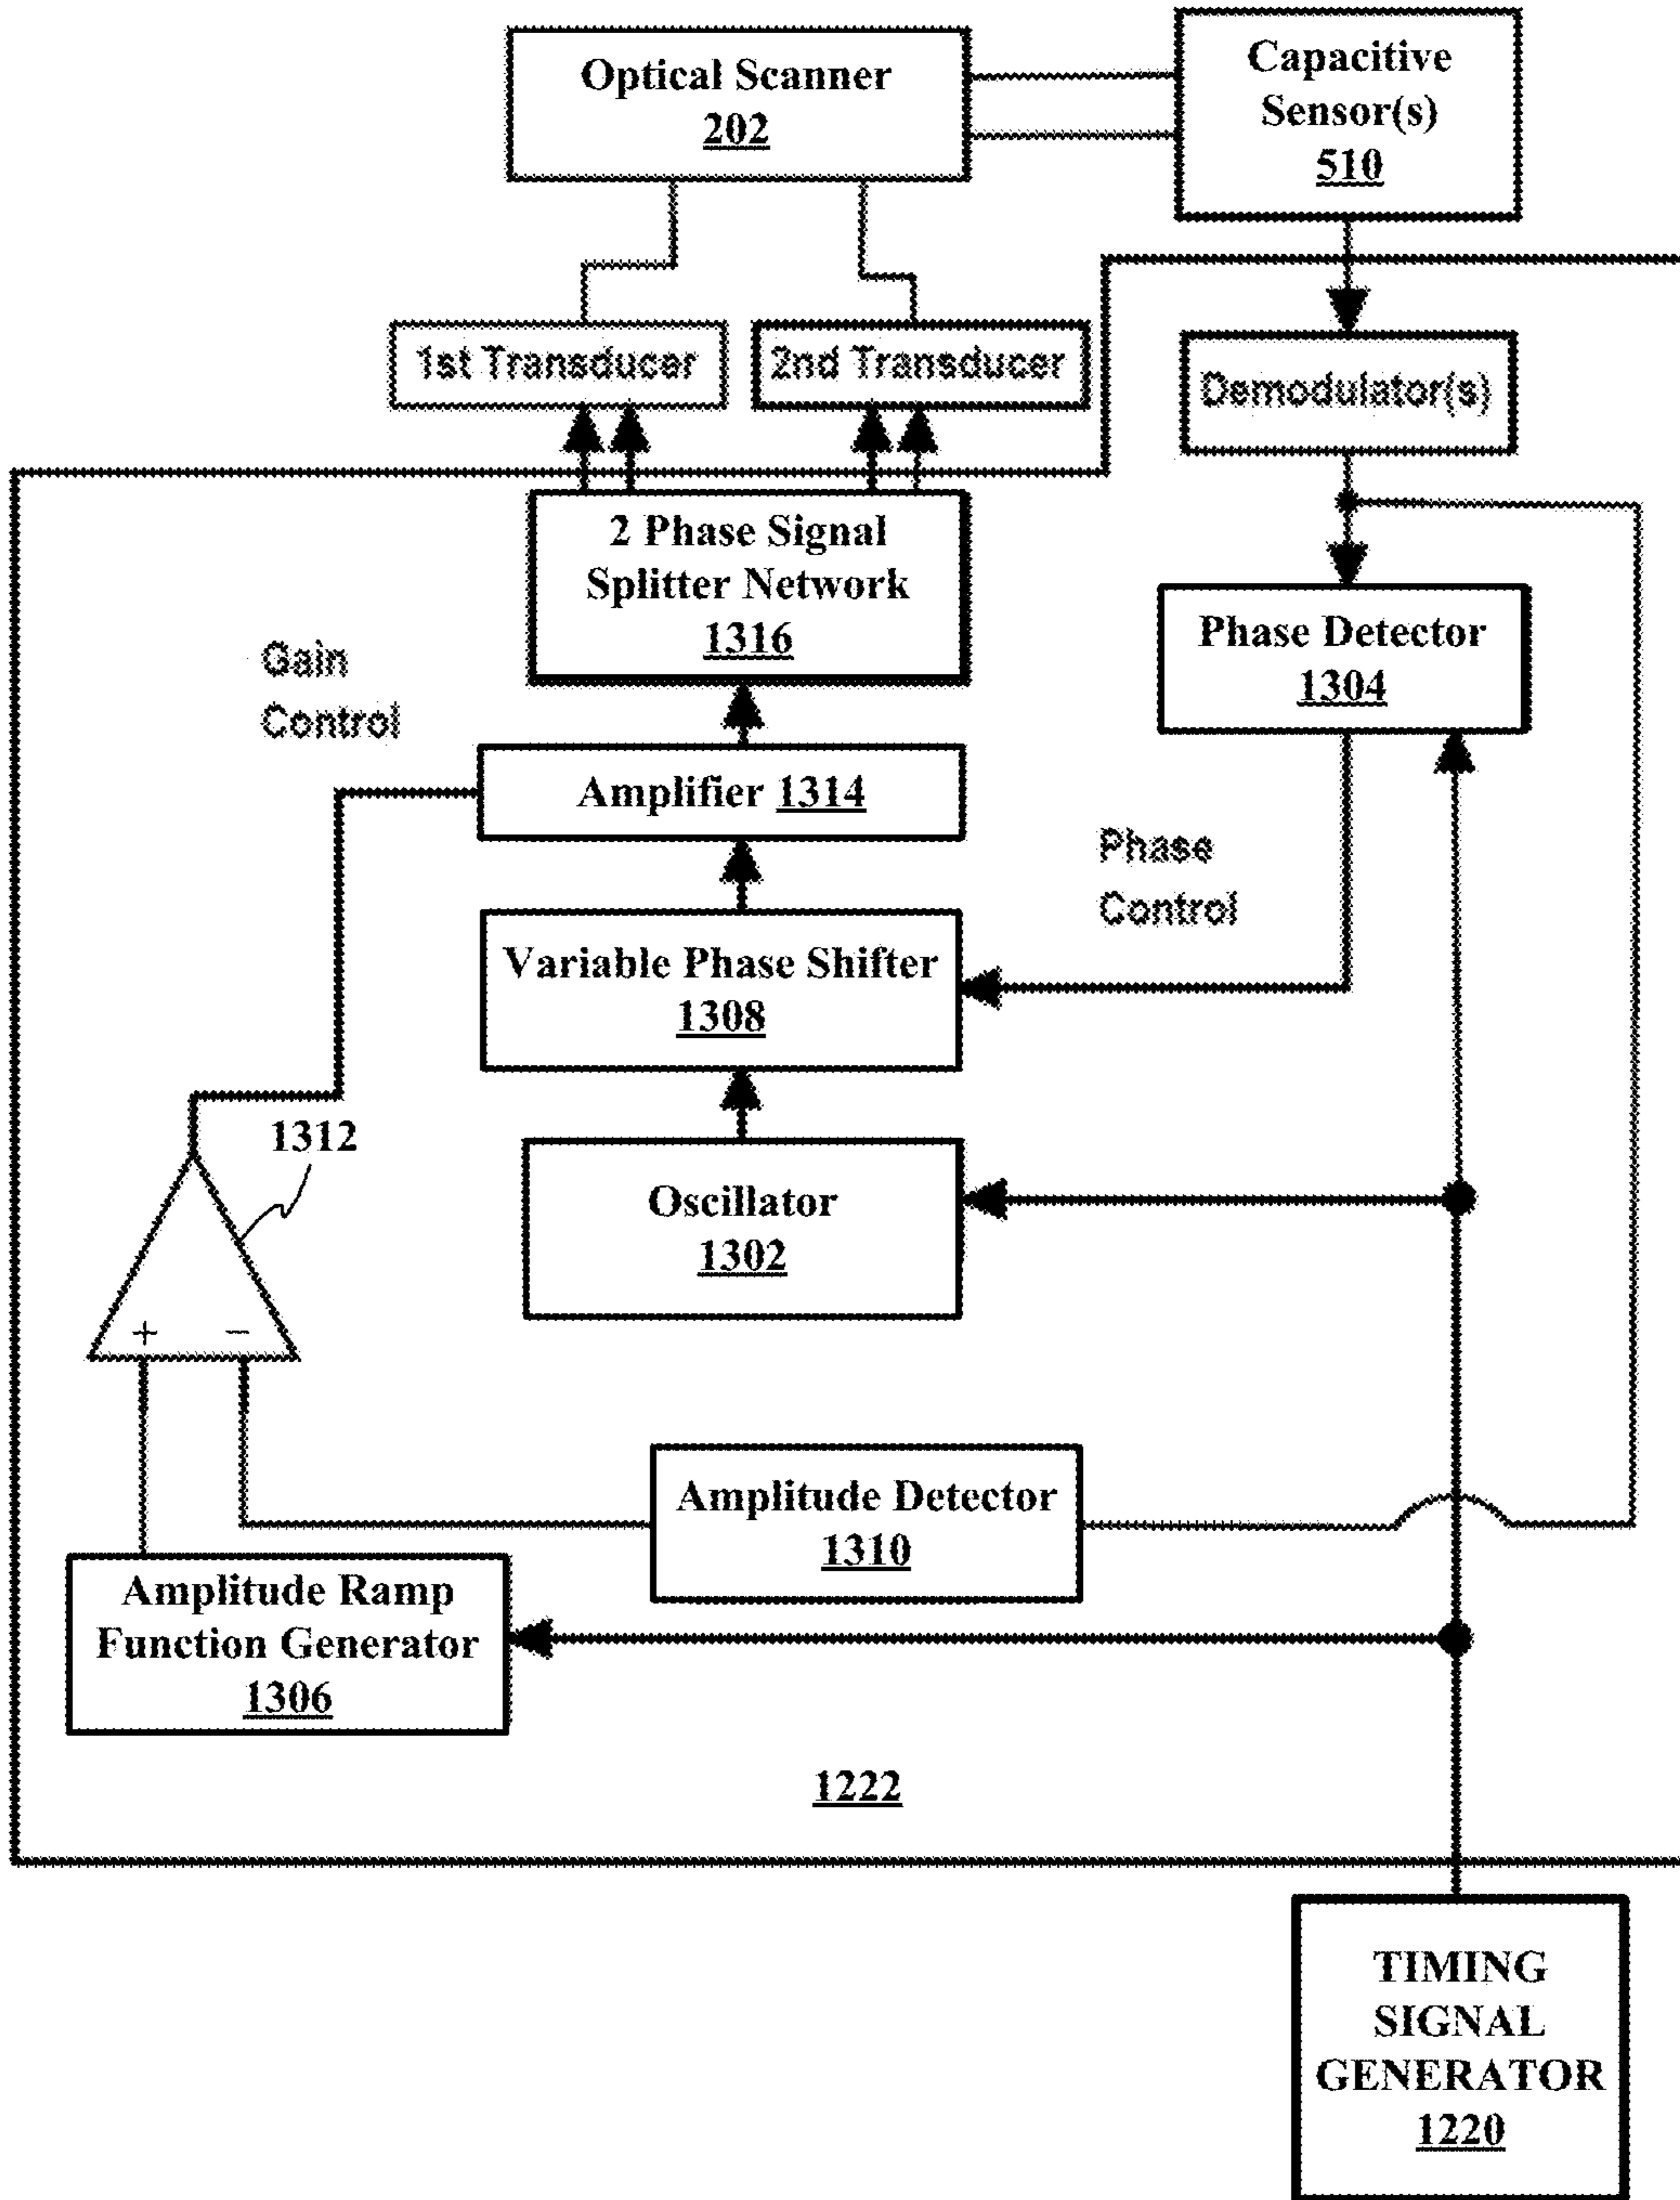 Optical Scanner
202
Capacitive
Sensor(s)
510
1st Transducer
2nd Transducer
Demodulator(s)
2 Phase Signal
Splitter Network
1316
Phase Detector
1304
Gain
Control
Amplifier 1314
Phase
Control
Variable Phase Shifter
1308
1312
Oscillator
1302
+ −
Amplitude Detector
1310
Amplitude Ramp
Function Generator
1306
1222
TIMING
SIGNAL
GENERATOR
1220